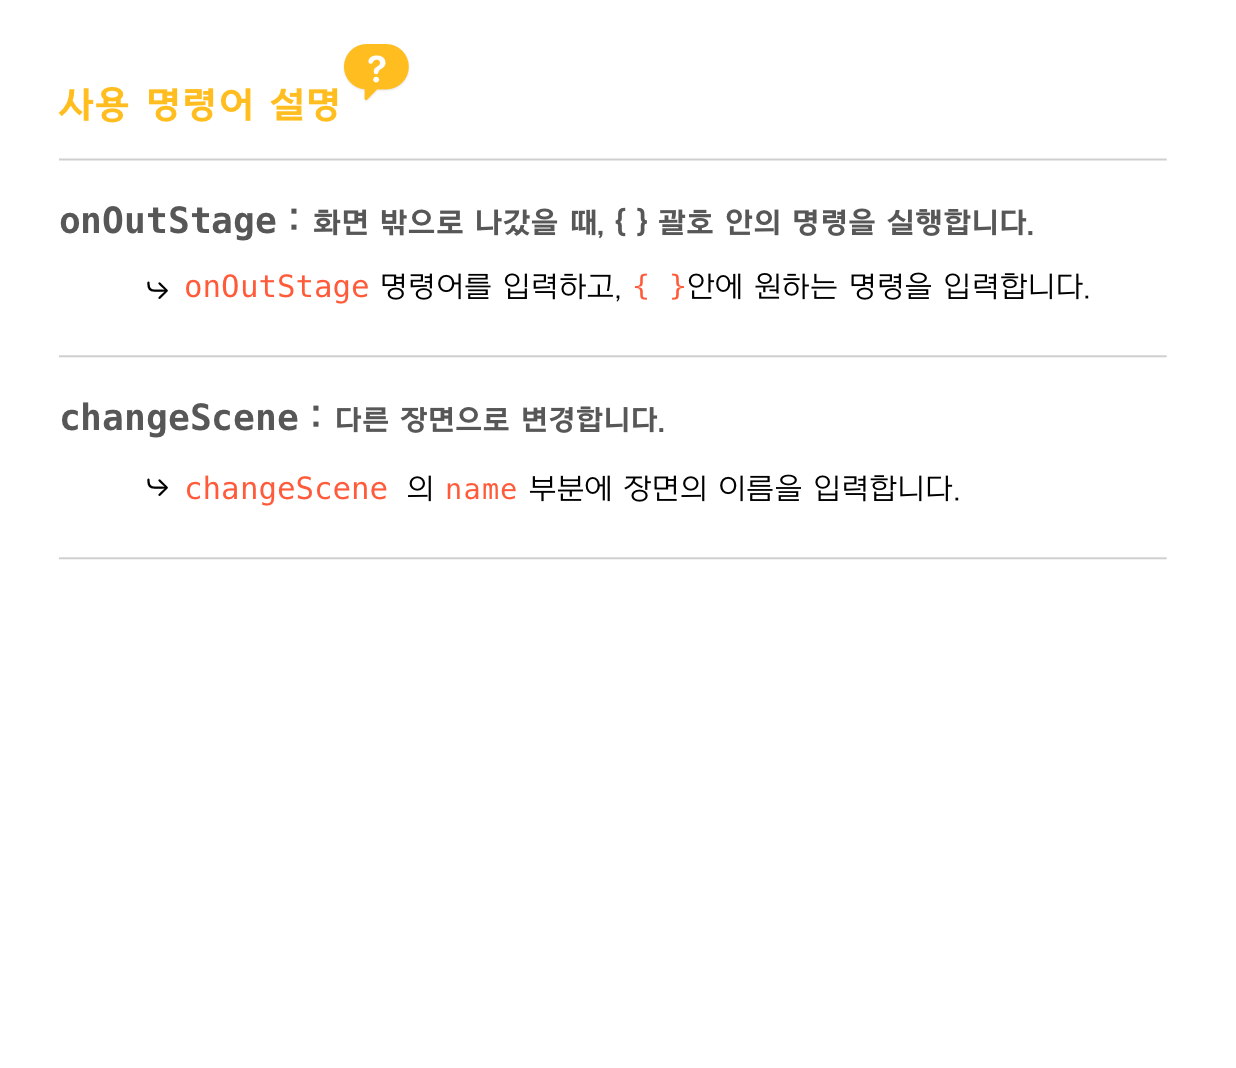 사용 명령어 설명 ?
onOutStage : 화면 밖으로 나갔을 때, { } 괄호 안의 명령을 실행합니다.
↪ onOutStage 명령어를 입력하고, { }안에 원하는 명령을 입력합니다.
changeScene : 다른 장면으로 변경합니다.
↪ changeScene 의 name 부분에 장면의 이름을 입력합니다.